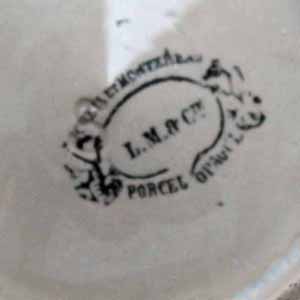 ET MONTEREAU
L.M. & Cie
PORCEL OPAQUE